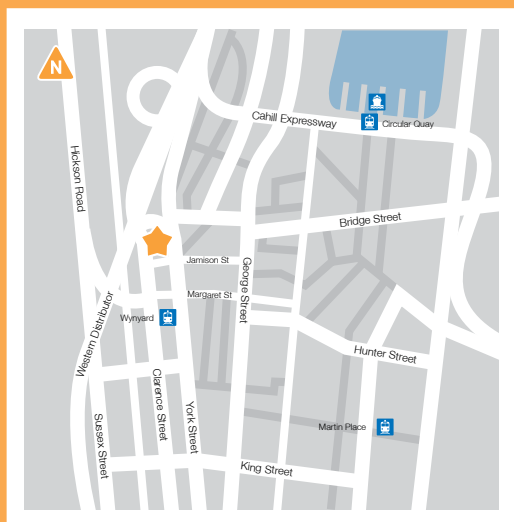 N
Cahill Expressway
Circular Quay
Hickson Road
Bridge Street
Jamison St
George Street
Margaret St
Western Distributor
Wynyard
Hunter Street
Clarence Street
York Street
Sussex Street
Martin Place
King Street